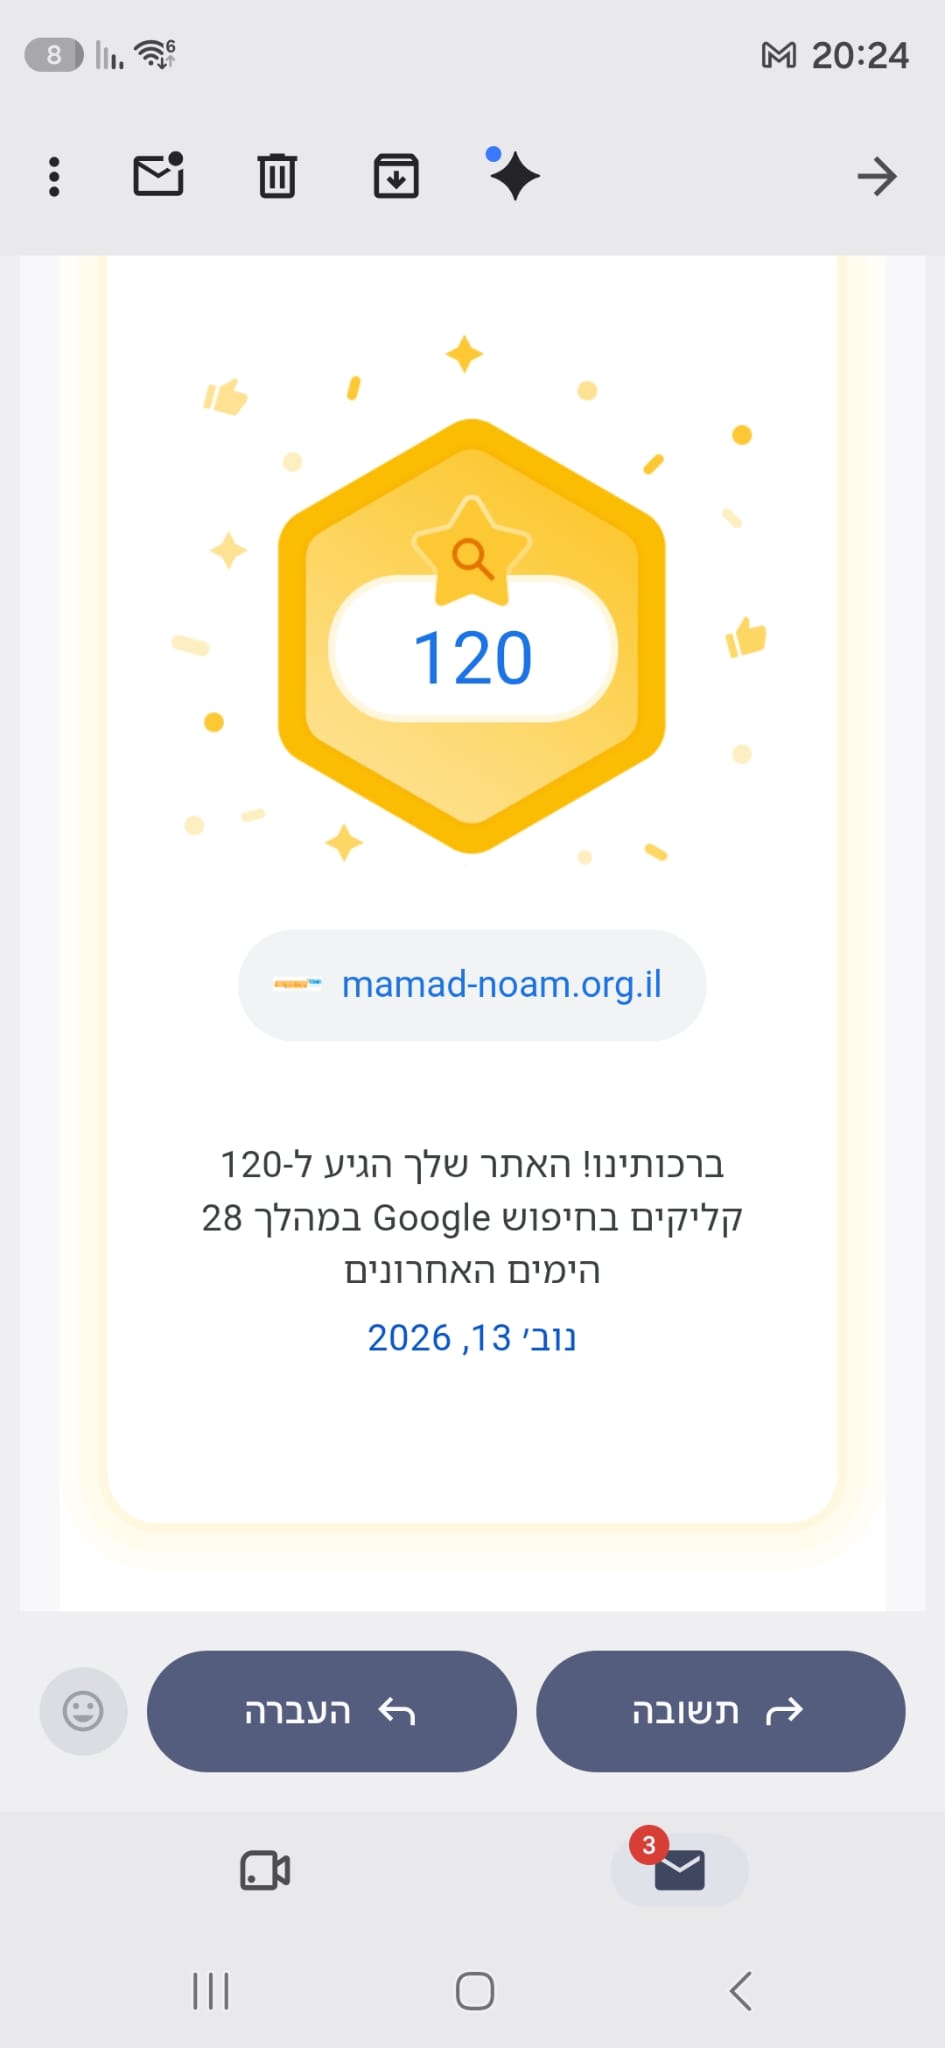 8
6
20:24
120
mamad-noam.org.il
ברכותינו! האתר שלך הגיע ל-120
קליקים בחיפוש Google במהלך 28
הימים האחרונים
נוב׳ 13, 2026
תשובה
העברה
3